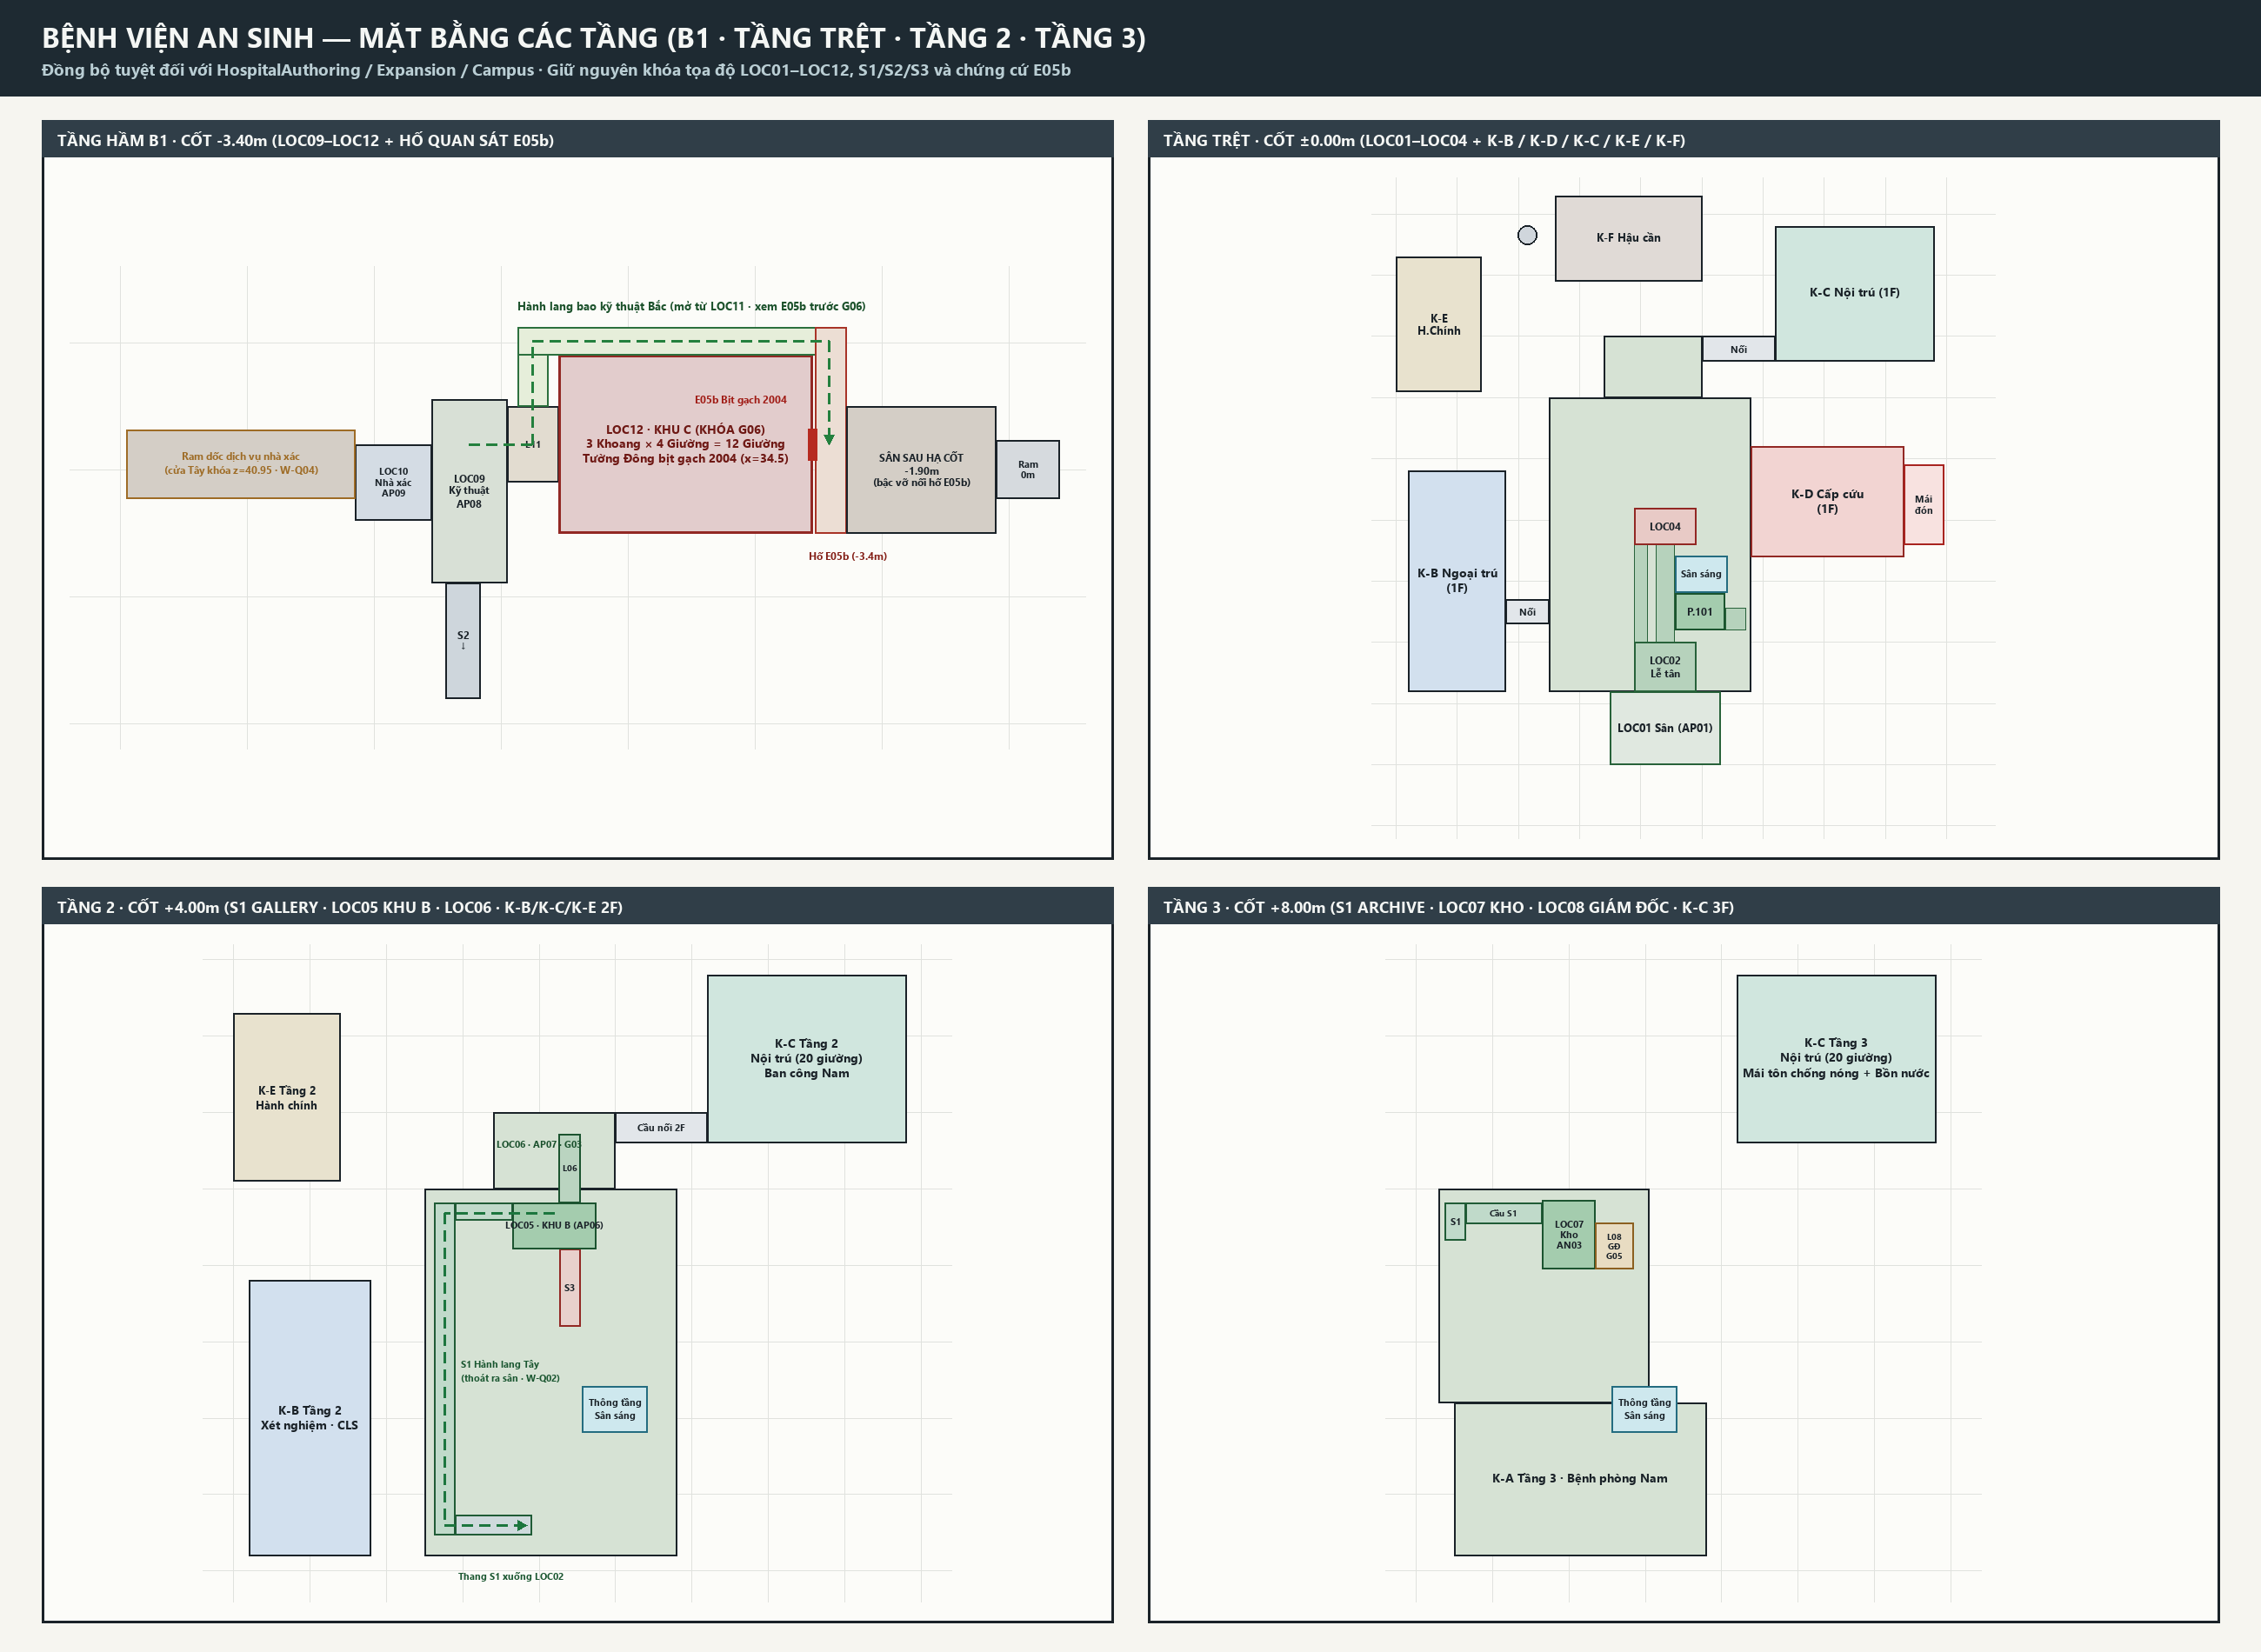 BỆNH VIỆN AN SINH — MẶT BẰNG CÁC TẦNG (B1 · TẦNG TRỆT · TẦNG 2 · TẦNG 3)
Đồng bộ tuyệt đối với HospitalAuthoring / Expansion / Campus · Giữ nguyên khóa tọa độ LOC01–LOC12, S1/S2/S3 và chứng cứ E05b
TẦNG HẦM B1 · CỐT -3.40m (LOC09–LOC12 + HỐ QUAN SÁT E05b)
Hành lang bao kỹ thuật Bắc (mở từ LOC11 · xem E05b trước G06)
E05b Bịt gạch 2004
LOC12 · KHU C (KHÓA G06)
3 Khoang × 4 Giường = 12 Giường
Tường Đông bịt gạch 2004 (x=34.5)
Ram dốc dịch vụ nhà xác
(cửa Tây khóa z=40.95 · W-Q04)
LOC10
Nhà xác
AP09
LOC09
Kỹ thuật
AP08
L11
SÂN SAU HẠ CỐT
-1.90m
(bậc vỡ nối hố E05b)
Ram
0m
Hố E05b (-3.4m)
S2
↓
TẦNG TRỆT · CỐT ±0.00m (LOC01–LOC04 + K-B / K-D / K-C / K-E / K-F)
K-F Hậu cần
K-C Nội trú (1F)
K-E
H.Chính
Nối
K-D Cấp cứu
(1F)
Mái
đón
LOC04
Sân sáng
K-B Ngoại trú
(1F)
Nối
P.101
LOC02
Lễ tân
LOC01 Sân (AP01)
TẦNG 2 · CỐT +4.00m (S1 GALLERY · LOC05 KHU B · LOC06 · K-B/K-C/K-E 2F)
K-C Tầng 2
Nội trú (20 giường)
Ban công Nam
K-E Tầng 2
Hành chính
Cầu nối 2F
LOC06 · AP07 · G03
L06
LOC05 · KHU B (AP06)
S3
S1 Hành lang Tây
(thoát ra sân · W-Q02)
Thông tầng
Sân sáng
K-B Tầng 2
Xét nghiệm · CLS
Thang S1 xuống LOC02
TẦNG 3 · CỐT +8.00m (S1 ARCHIVE · LOC07 KHO · LOC08 GIÁM ĐỐC · K-C 3F)
K-C Tầng 3
Nội trú (20 giường)
Mái tôn chống nóng + Bồn nước
S1
Cầu S1
LOC07
Kho
AN03
L08
GĐ
G05
Thông tầng
Sân sáng
K-A Tầng 3 · Bệnh phòng Nam